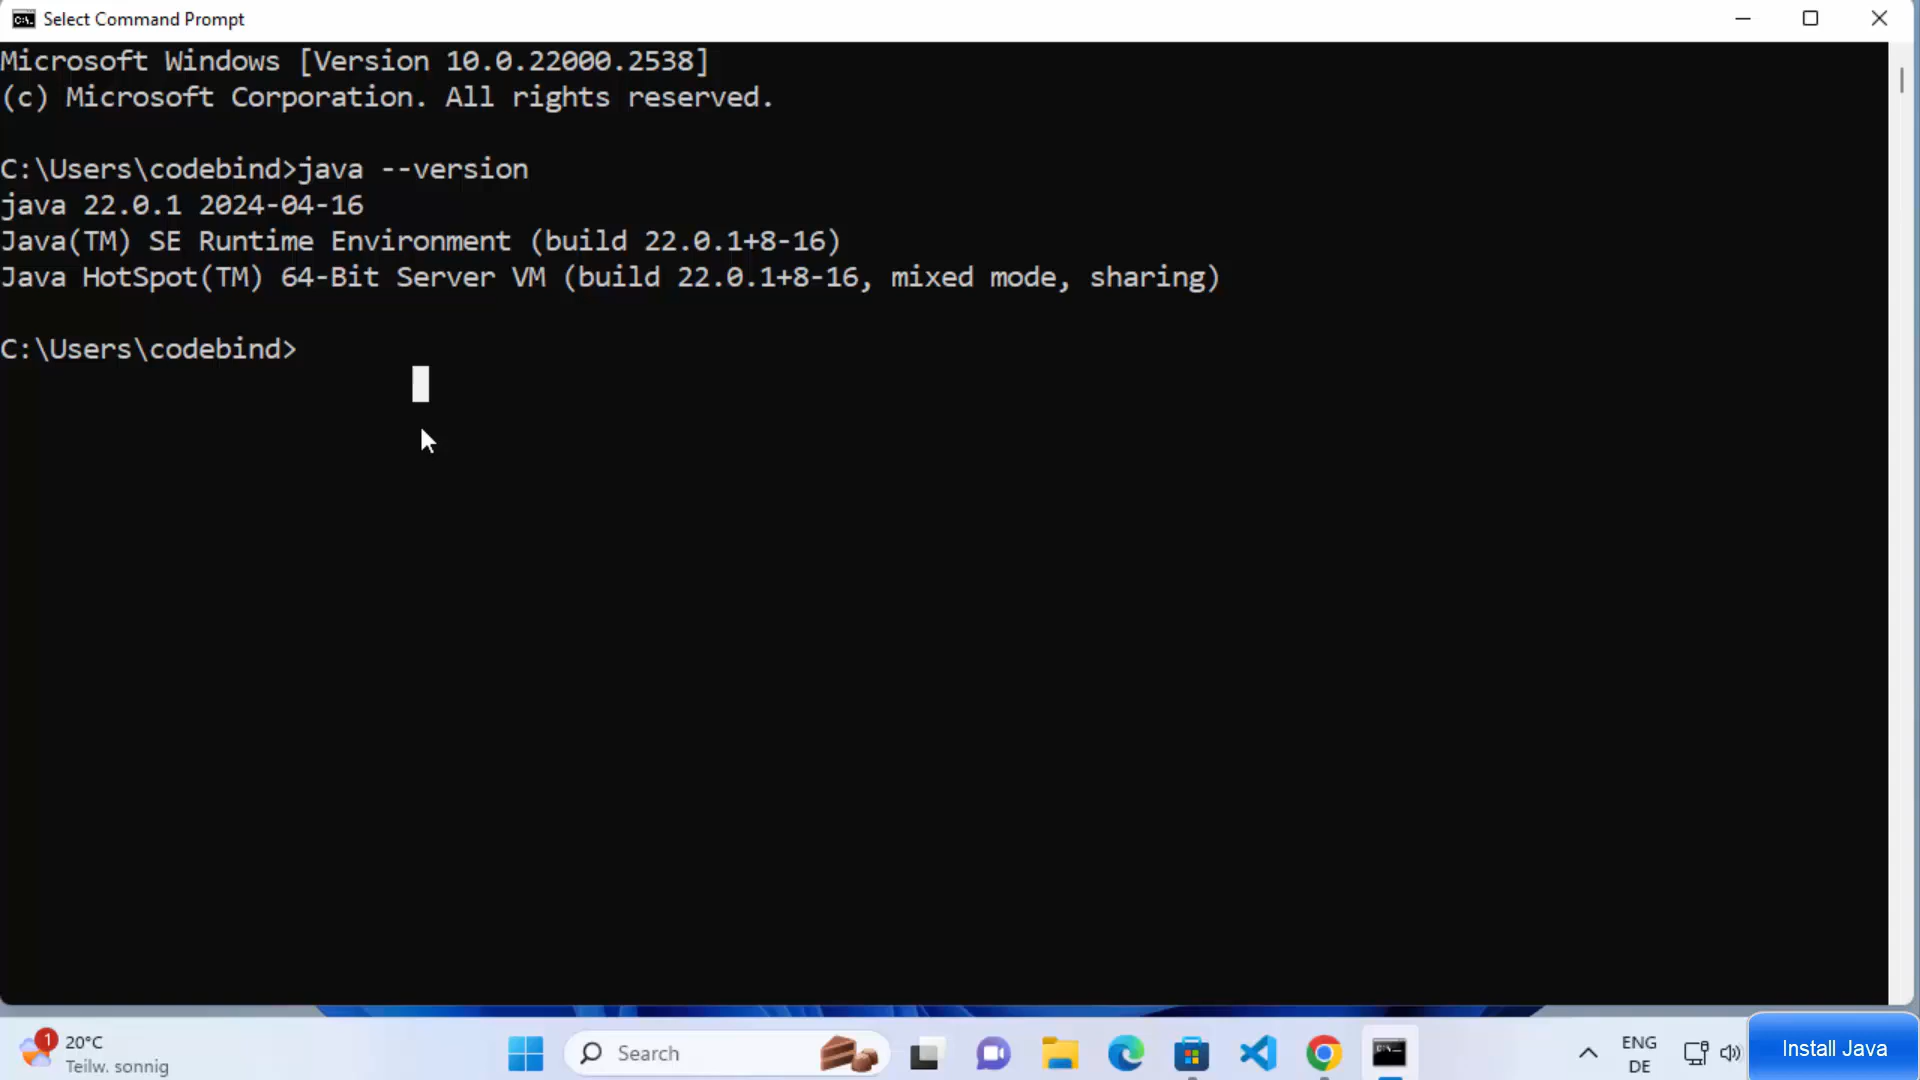 Select Command Prompt
Microsoft Windows [Version 10.0.22000.2538]
(c) Microsoft Corporation. All rights reserved.
C:\Users\codebind>java --version
java 22.0.1 2024-04-16
Java(TM) SE Runtime Environment (build 22.0.1+8-16)
Java HotSpot(TM) 64-Bit Server VM (build 22.0.1+8-16, mixed mode, sharing)
C:\Users\codebind>
1
20°C
Teilw. sonnig
Search
ENG
DE
Install Java